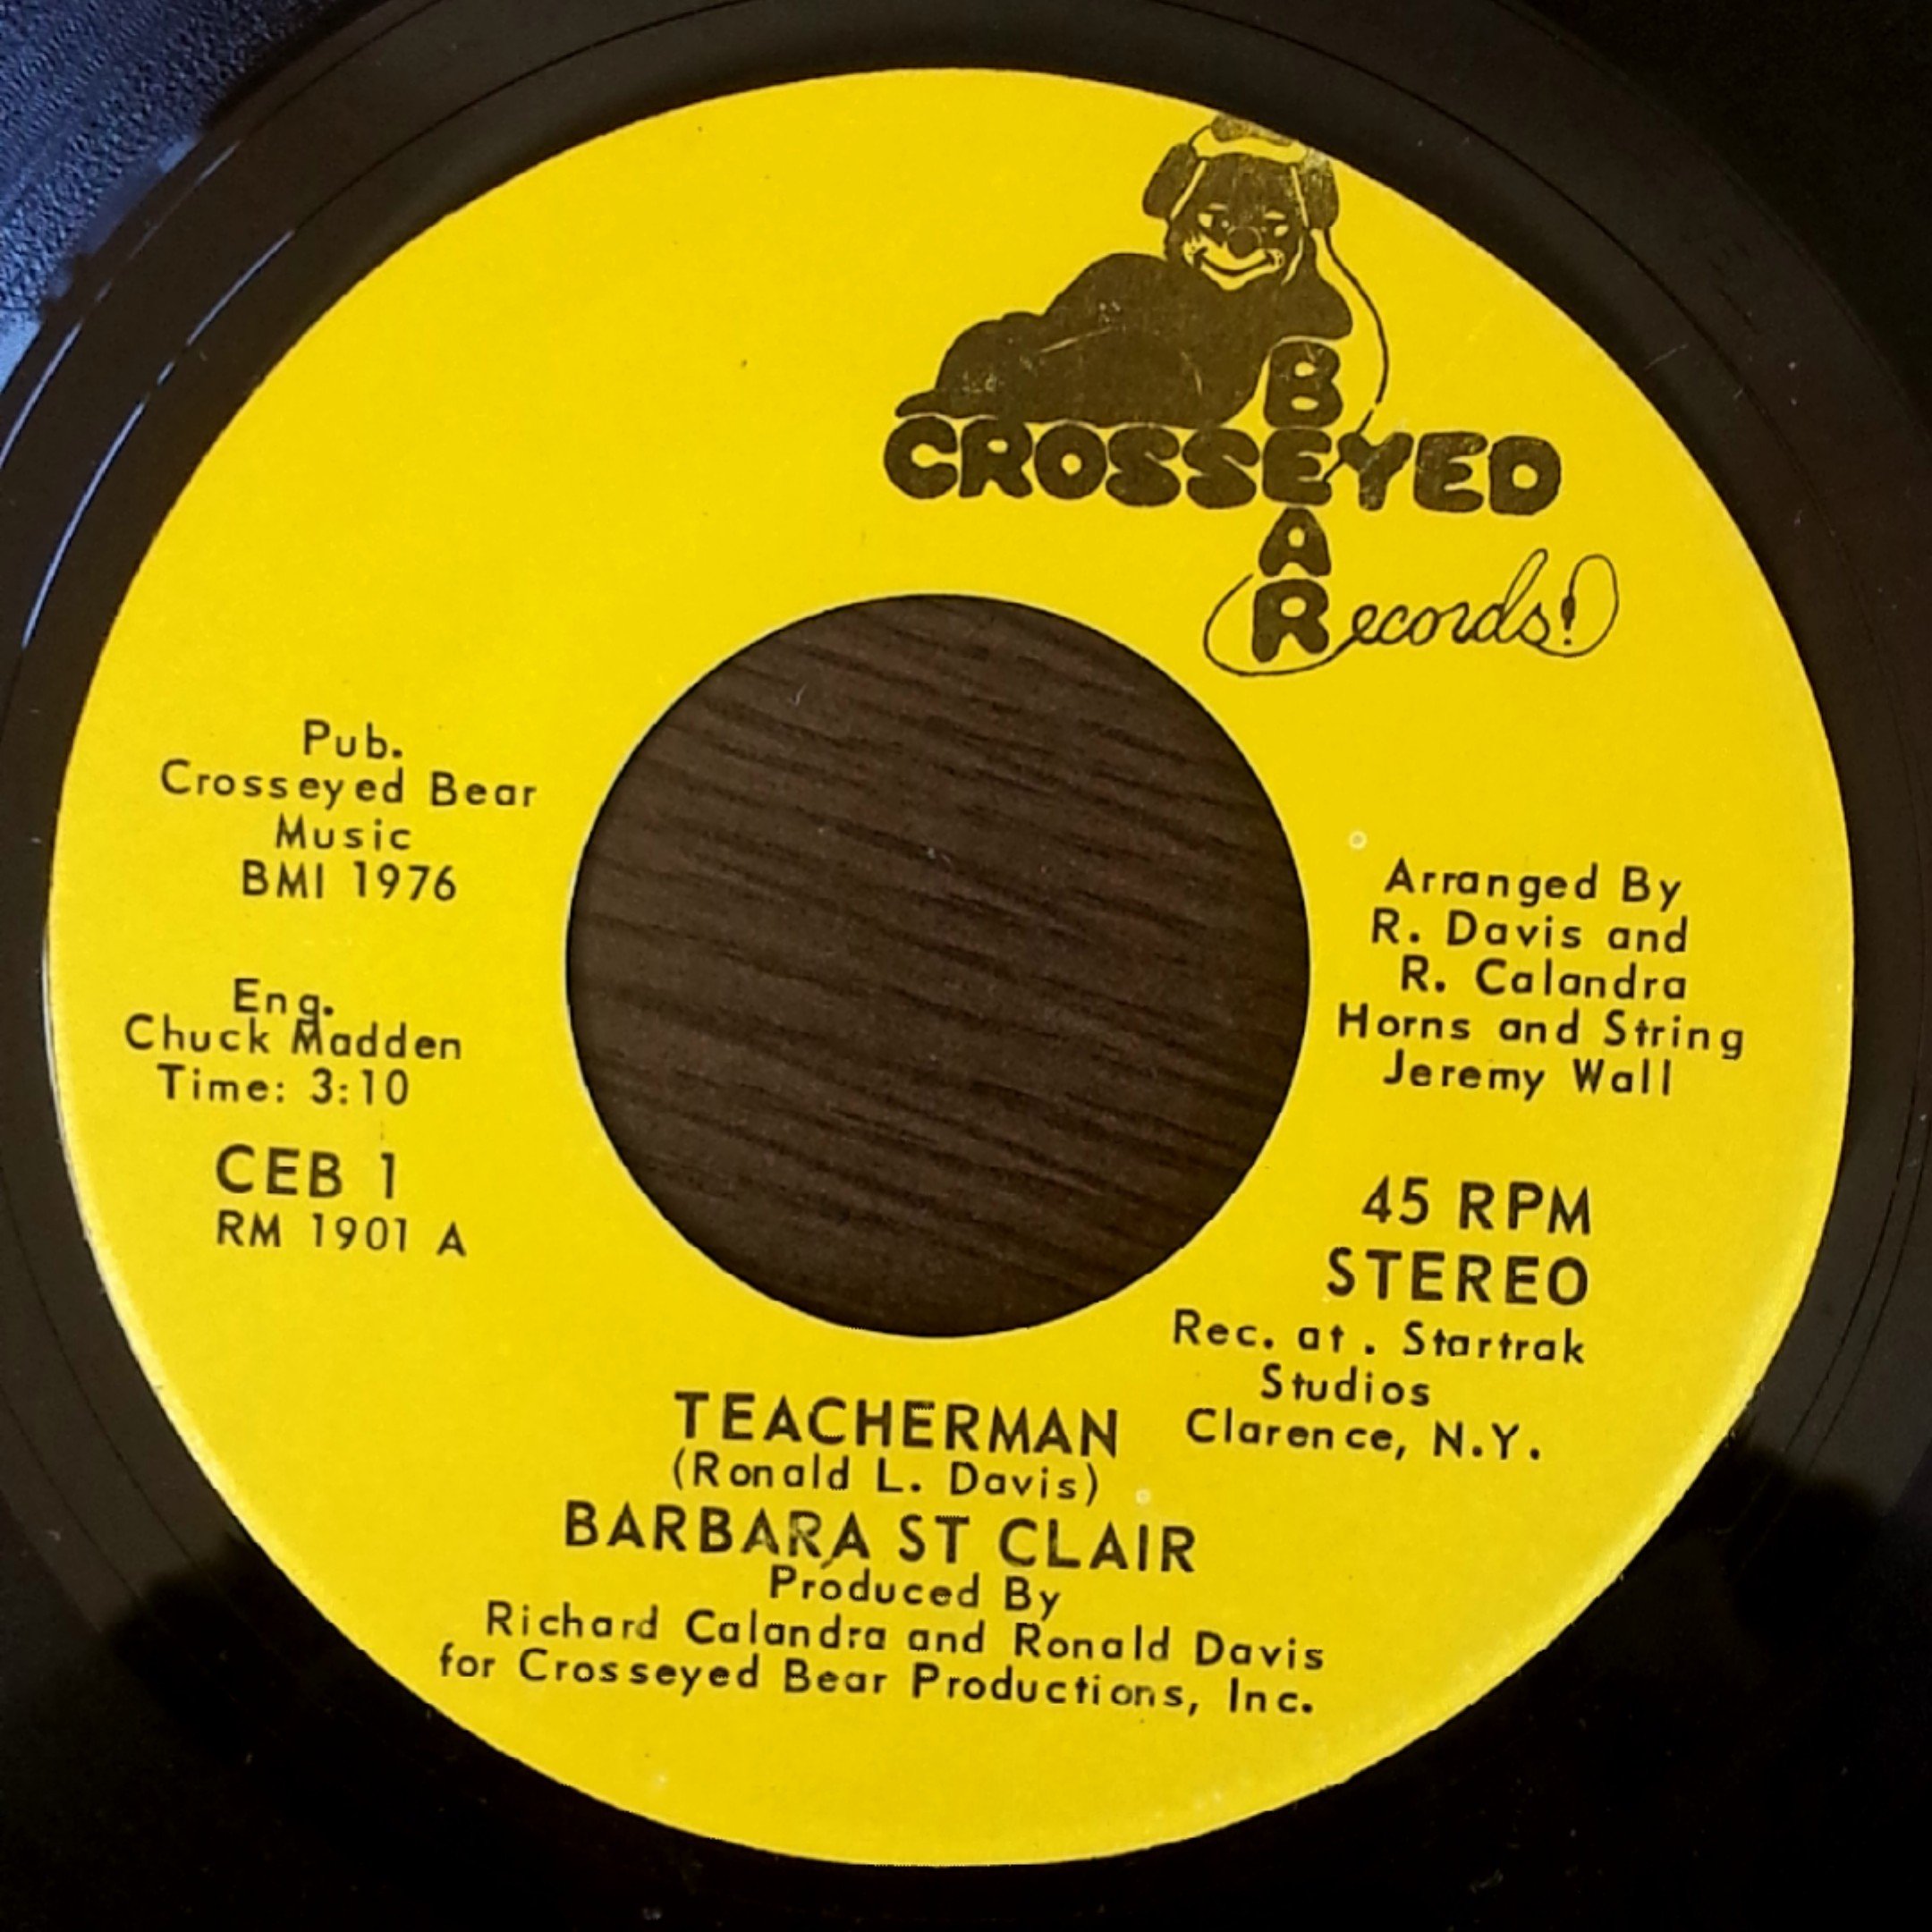 BEAR
CROSSEYED
Records!
Pub.
Crosseyed Bear
Music
BMI 1976
Eng.
Chuck Madden
Time: 3:10
CEB 1
RM 1901 A
Arranged By
R. Davis and
R. Calandra
Horns and String
Jeremy Wall
45 RPM
STEREO
Rec. at . Startrak
Studios
Clarence, N.Y.
TEACHERMAN
(Ronald L. Davis)
BARBARA ST CLAIR
Produced By
Richard Calandra and Ronald Davis
for Crosseyed Bear Productions, Inc.